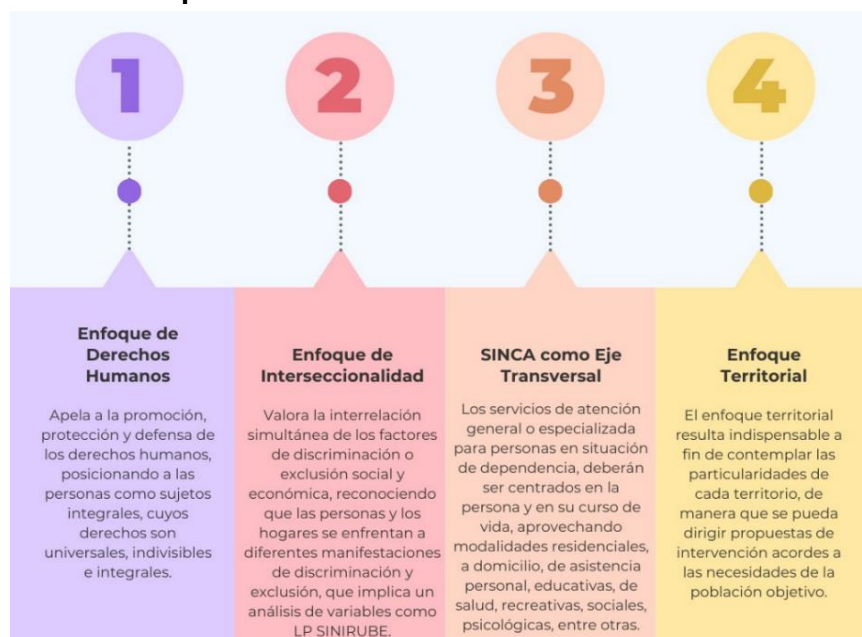 1
Enfoque de
Derechos
Humanos
Apela a la promoción,
protección y defensa de
los derechos humanos,
posicionando a las
personas como sujetos
integrales, cuyos
derechos son
universales, indivisibles
e integrales.
2
Enfoque de
Interseccionalidad
Valora la interrelación
simultánea de los factores
de discriminación o
exclusión social y
económica, reconociendo
que las personas y los
hogares se enfrentan a
diferentes manifestaciones
de discriminación y
exclusión, que implica un
análisis de variables como
LP SINIRUBE.
3
SINCA como Eje
Transversal
Los servicios de atención
general o especializada
para personas en situación
de dependencia, deberán
ser centrados en la
persona y en su curso de
vida, aprovechando
modalidades residenciales,
a domicilio, de asistencia
personal, educativas, de
salud, recreativas, sociales,
psicológicas, entre otras.
4
Enfoque
Territorial
El enfoque territorial
resulta indispensable a
fin de contemplar las
particularidades de
cada territorio, de
manera que se pueda
dirigir propuestas de
intervención acordes a
las necesidades de la
población objetivo.